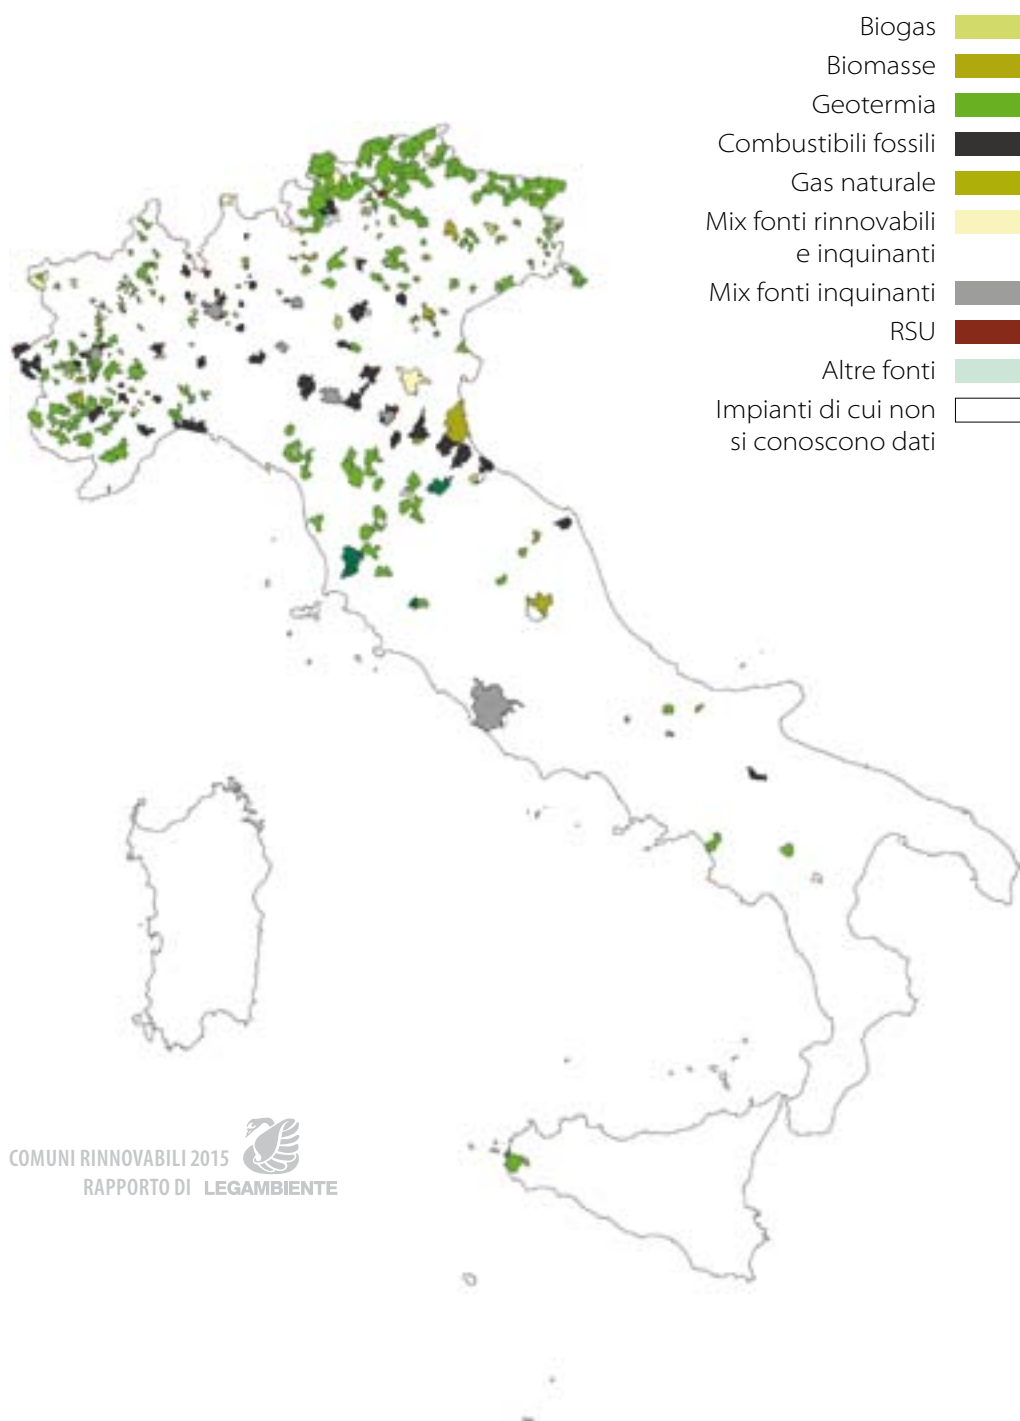 Biogas
Biomasse
Geotermia
Combustibili fossili
Gas naturale
Mix fonti rinnovabili
e inquinanti
Mix fonti inquinanti
RSU
Altre fonti
Impianti di cui non
si conoscono dati
COMUNI RINNOVABILI 2015
RAPPORTO DI LEGAMBIENTE